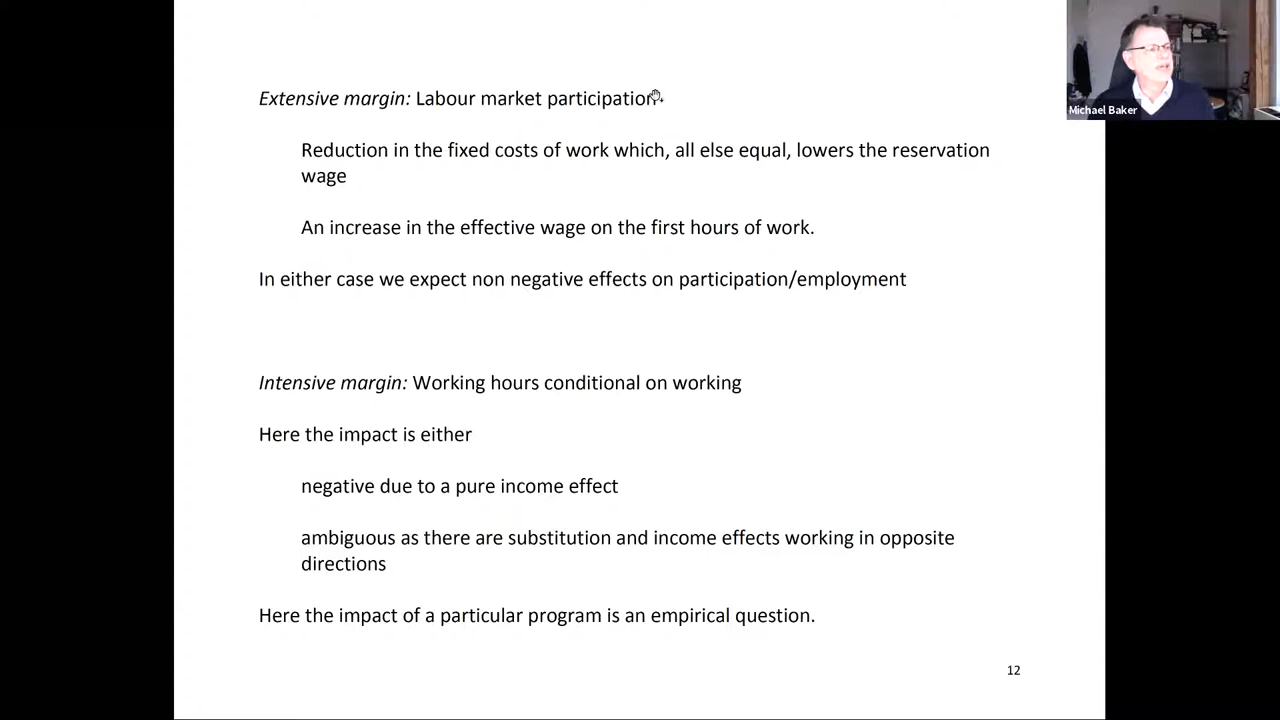 Extensive margin: Labour market participation
Reduction in the fixed costs of work which, all else equal, lowers the reservation
wage
An increase in the effective wage on the first hours of work.
In either case we expect non negative effects on participation/employment
Intensive margin: Working hours conditional on working
Here the impact is either
negative due to a pure income effect
ambiguous as there are substitution and income effects working in opposite
directions
Here the impact of a particular program is an empirical question.
12
Michael Baker